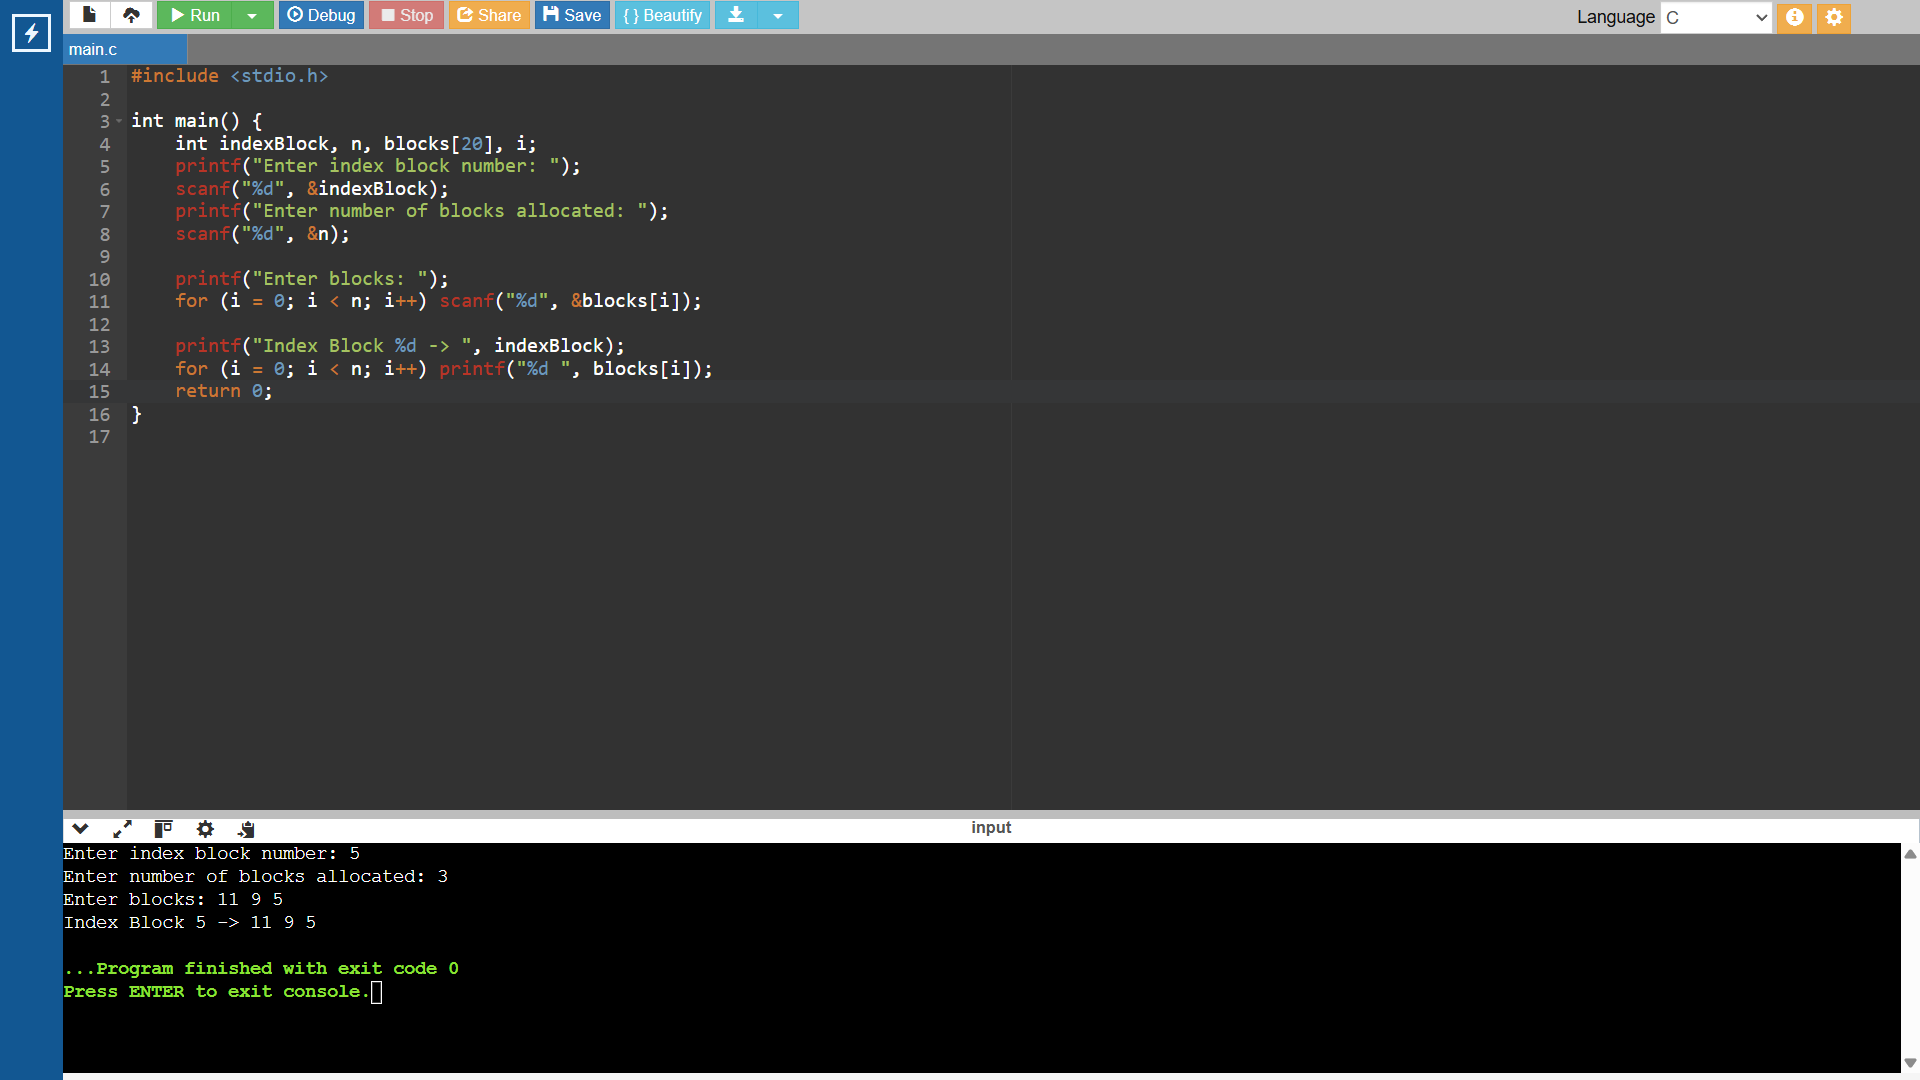 Run Debug Stop Share Save { } Beautify Language C
main.c
1 #include <stdio.h>
2
3 int main() {
4     int indexBlock, n, blocks[20], i;
5     printf("Enter index block number: ");
6     scanf("%d", &indexBlock);
7     printf("Enter number of blocks allocated: ");
8     scanf("%d", &n);
9
10     printf("Enter blocks: ");
11     for (i = 0; i < n; i++) scanf("%d", &blocks[i]);
12
13     printf("Index Block %d -> ", indexBlock);
14     for (i = 0; i < n; i++) printf("%d ", blocks[i]);
15     return 0;
16 }
17
input
Enter index block number: 5
Enter number of blocks allocated: 3
Enter blocks: 11 9 5
Index Block 5 -> 11 9 5
...Program finished with exit code 0
Press ENTER to exit console.